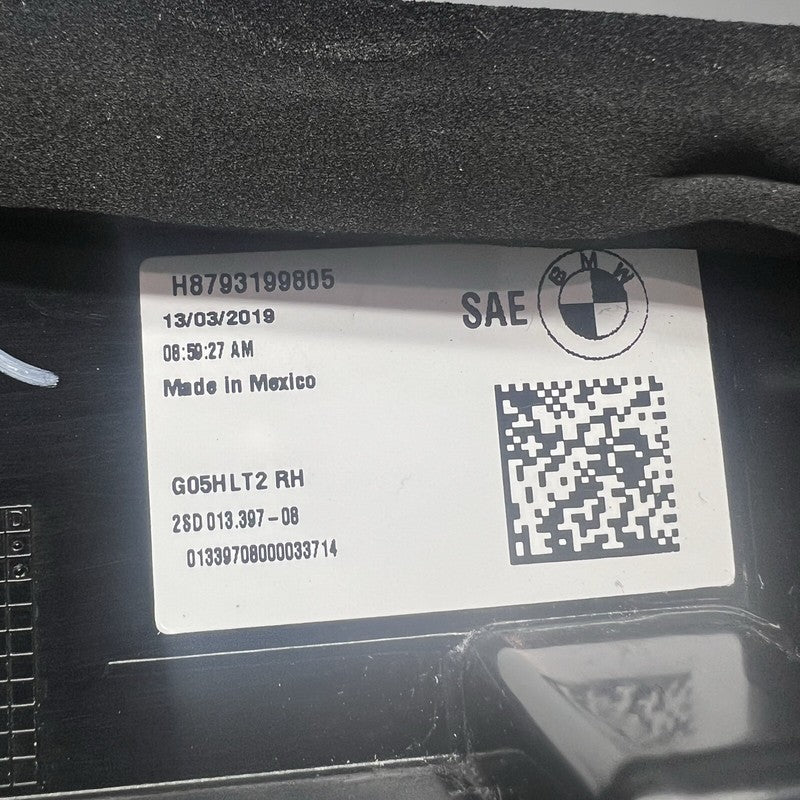 H8793199805
13/03/2019
08:50:27 AM
Made in Mexico
SAE
BMW
G05HLT2 RH
2SD 013.397-08
01339708000033714
D